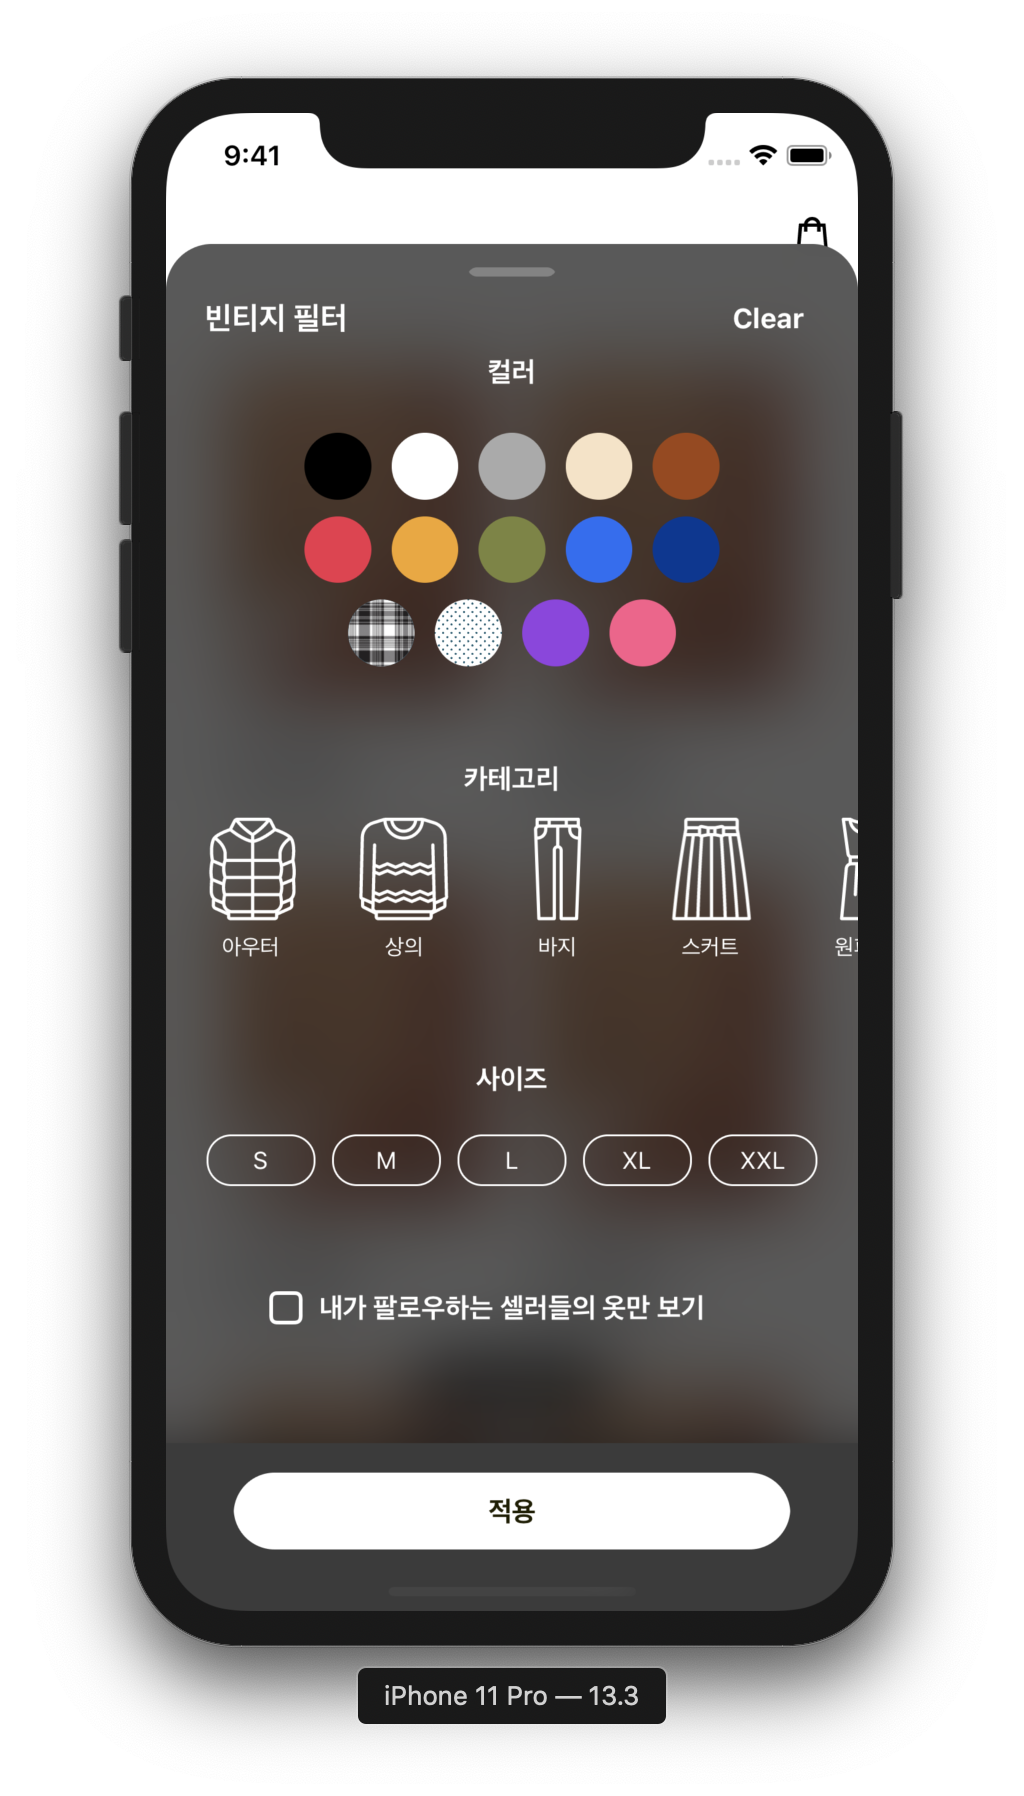 9:41
빈티지 필터
Clear
컬러
카테고리
아우터 상의 바지 스커트
사이즈
S M L XL XXL
내가 팔로우하는 셀러들의 옷만 보기
적용
iPhone 11 Pro — 13.3